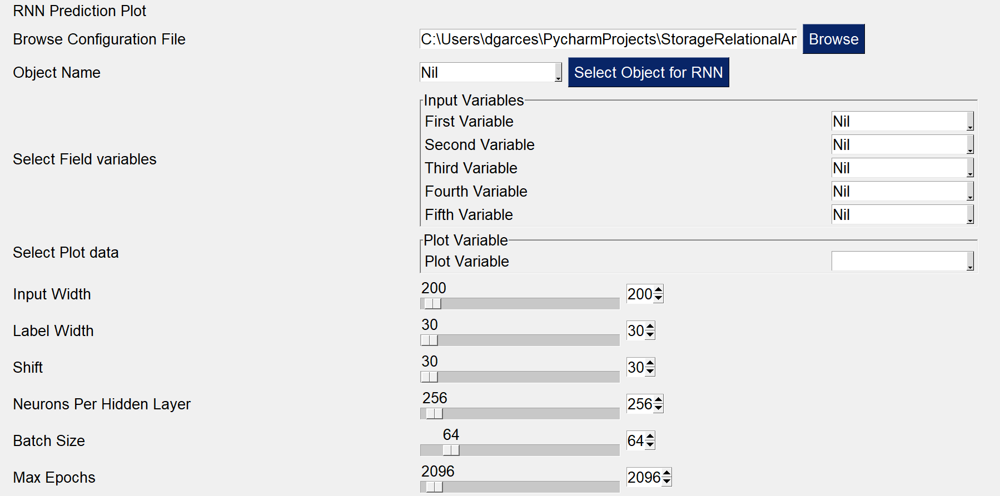 RNN Prediction Plot
Browse Configuration File C:\Users\dgarces\PycharmProjects\StorageRelationalAr Browse
Object Name Nil Select Object for RNN
Input Variables
First Variable Nil
Second Variable Nil
Select Field variables
Third Variable Nil
Fourth Variable Nil
Fifth Variable Nil
Plot Variable
Select Plot data
Plot Variable
200
Input Width 200
30
Label Width 30
30
Shift 30
256
Neurons Per Hidden Layer 256
64
Batch Size 64
2096
Max Epochs 2096